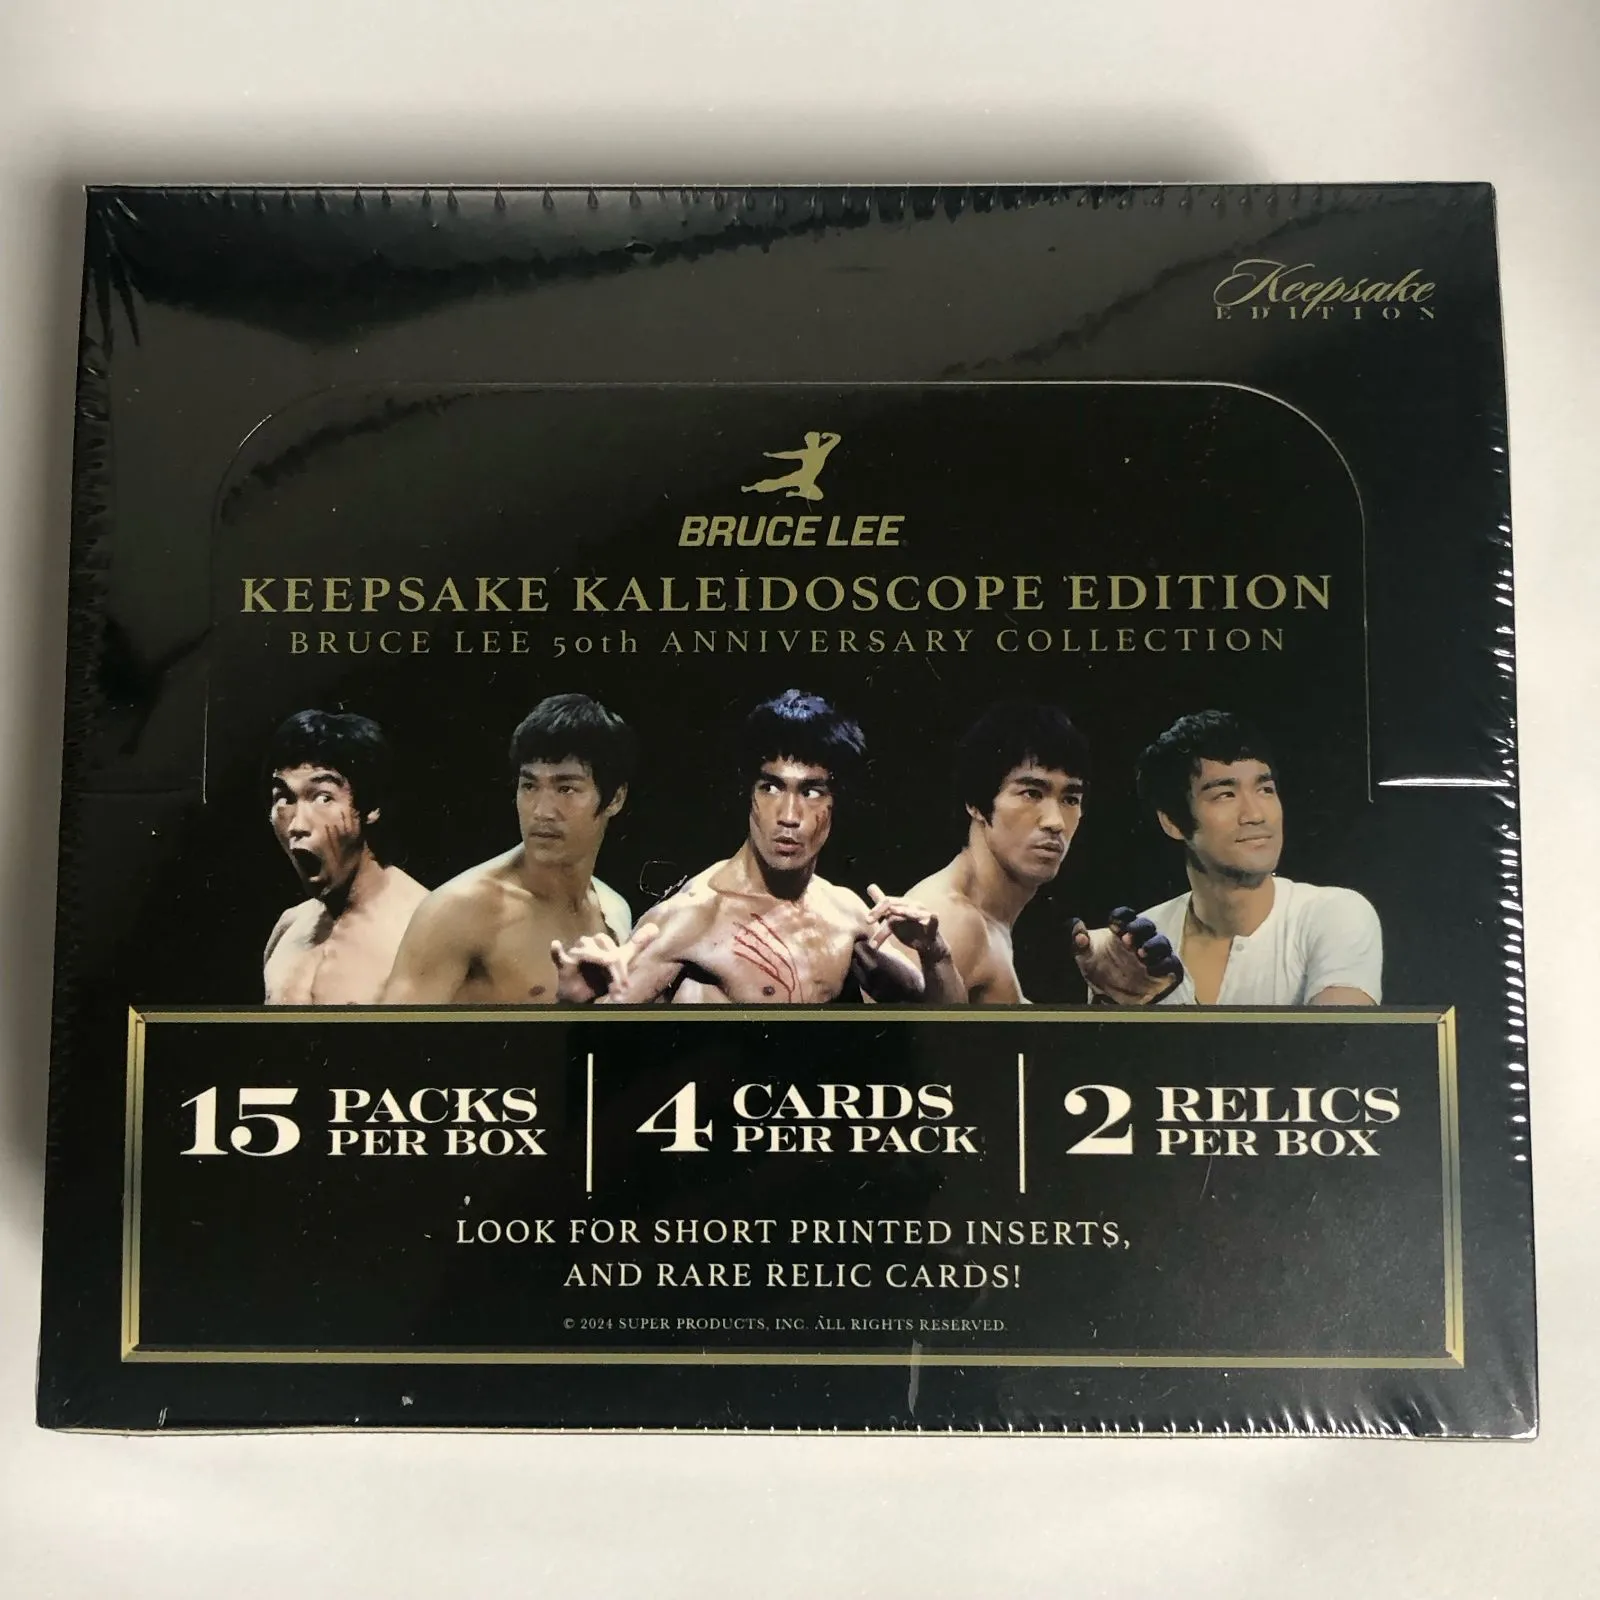 Keepsake
EDITION
BRUCE LEE
KEEPSAKE KALEIDOSCOPE EDITION
BRUCE LEE 50th ANNIVERSARY COLLECTION
15 PACKS PER BOX
4 CARDS PER PACK
2 RELICS PER BOX
LOOK FOR SHORT PRINTED INSERTS,
AND RARE RELIC CARDS!
© 2024 SUPER PRODUCTS, INC. ALL RIGHTS RESERVED.